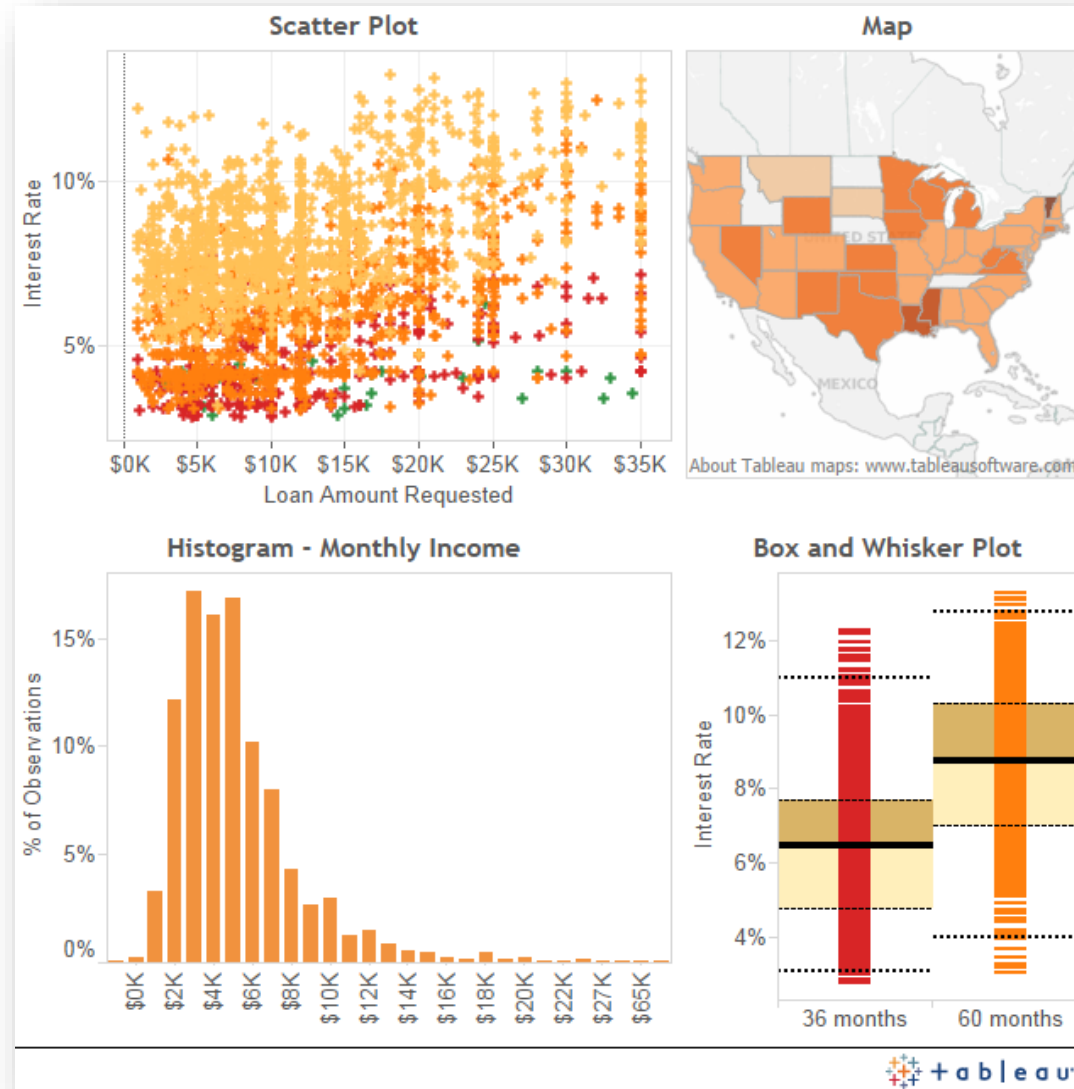 Scatter Plot
Interest Rate
10%
5%
$0K $5K $10K $15K $20K $25K $30K $35K
Loan Amount Requested
Map
UNITED STATE
MEXICO
About Tableau maps: www.tableausoftware.com
Histogram - Monthly Income
% of Observations
15%
10%
5%
0%
$0K $2K $4K $6K $8K $10K $12K $14K $16K $18K $20K $22K $27K $65K
Box and Whisker Plot
Interest Rate
12%
10%
8%
6%
4%
36 months 60 months
+ a b | e a u